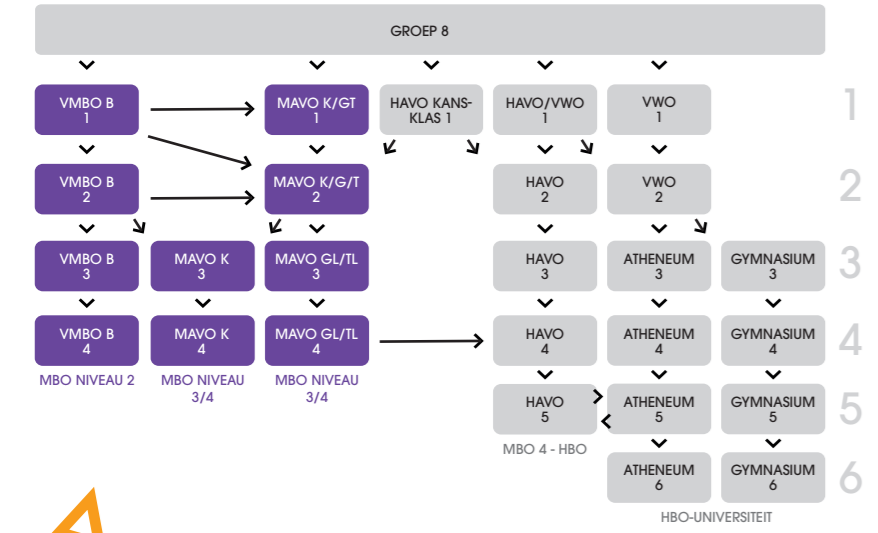 GROEP 8
VMBO B
1
MAVO K/GT
1
HAVO KANS-
KLAS 1
HAVO/VWO
1
VWO
1
1
VMBO B
2
MAVO K/G/T
2
HAVO
2
VWO
2
2
VMBO B
3
MAVO K
3
MAVO GL/TL
3
HAVO
3
ATHENEUM
3
GYMNASIUM
3
3
VMBO B
4
MAVO K
4
MAVO GL/TL
4
HAVO
4
ATHENEUM
4
GYMNASIUM
4
4
MBO NIVEAU 2
MBO NIVEAU
3/4
MBO NIVEAU
3/4
HAVO
5
ATHENEUM
5
GYMNASIUM
5
5
MBO 4 - HBO
ATHENEUM
6
GYMNASIUM
6
6
HBO-UNIVERSITEIT